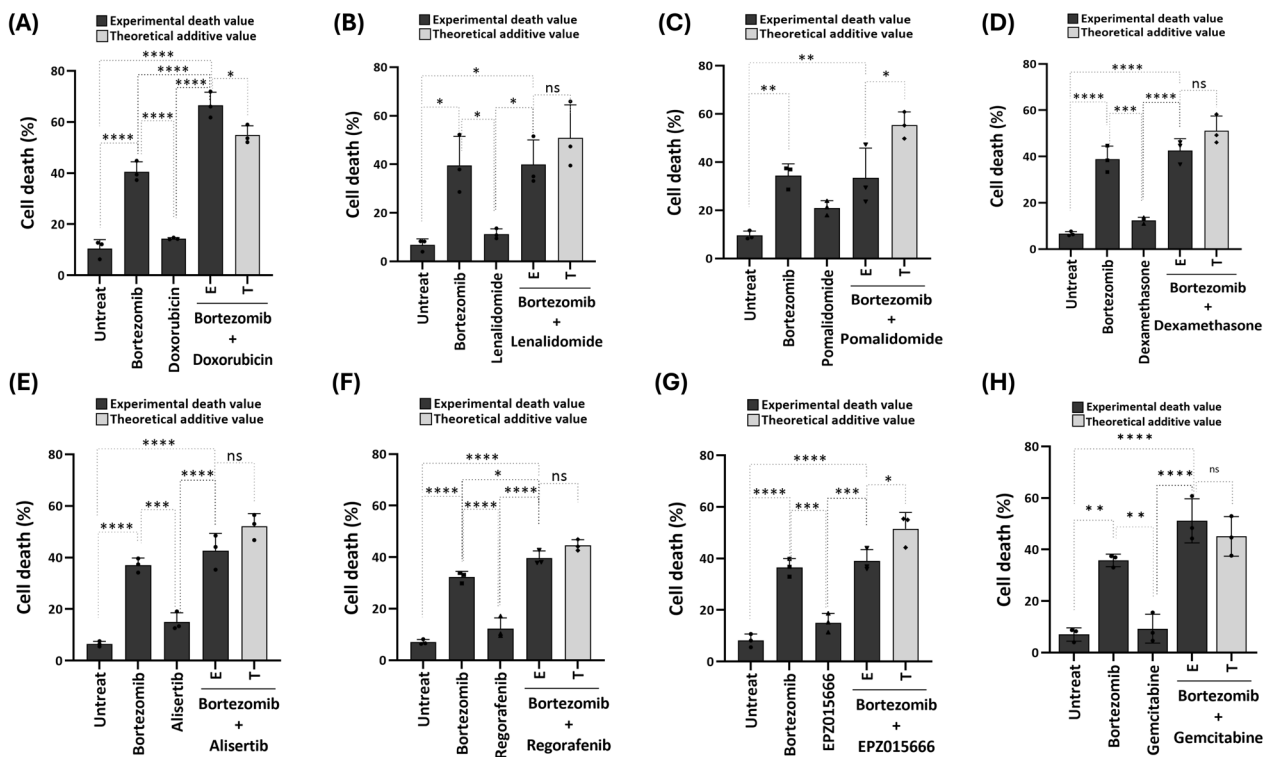 (A)
Experimental death value
Theoretical additive value
Cell death (%)
80
60
40
20
0
****
****
****
*
****
****
Untreat
Bortezomib
Doxorubicin
E
T
Bortezomib
+
Doxorubicin
(B)
Experimental death value
Theoretical additive value
Cell death (%)
80
60
40
20
0
*
*
*
*
ns
Untreat
Bortezomib
Lenalidomide
E
T
Bortezomib
+
Lenalidomide
(C)
Experimental death value
Theoretical additive value
Cell death (%)
80
60
40
20
0
**
**
*
Untreat
Bortezomib
Pomalidomide
E
T
Bortezomib
+
Pomalidomide
(D)
Experimental death value
Theoretical additive value
Cell death (%)
80
60
40
20
0
****
****
***
****
ns
Untreat
Bortezomib
Dexamethasone
E
T
Bortezomib
+
Dexamethasone
(E)
Experimental death value
Theoretical additive value
Cell death (%)
80
60
40
20
0
****
ns
****
***
****
Untreat
Bortezomib
Alisertib
E
T
Bortezomib
+
Alisertib
(F)
Experimental death value
Theoretical additive value
Cell death (%)
80
60
40
20
0
****
*
ns
****
****
****
Untreat
Bortezomib
Regorafenib
E
T
Bortezomib
+
Regorafenib
(G)
Experimental death value
Theoretical additive value
Cell death (%)
80
60
40
20
0
****
****
***
***
*
Untreat
Bortezomib
EPZ015666
E
T
Bortezomib
+
EPZ015666
(H)
Experimental death value
Theoretical additive value
Cell death (%)
80
60
40
20
0
****
****
ns
**
**
Untreat
Bortezomib
Gemcitabine
E
T
Bortezomib
+
Gemcitabine